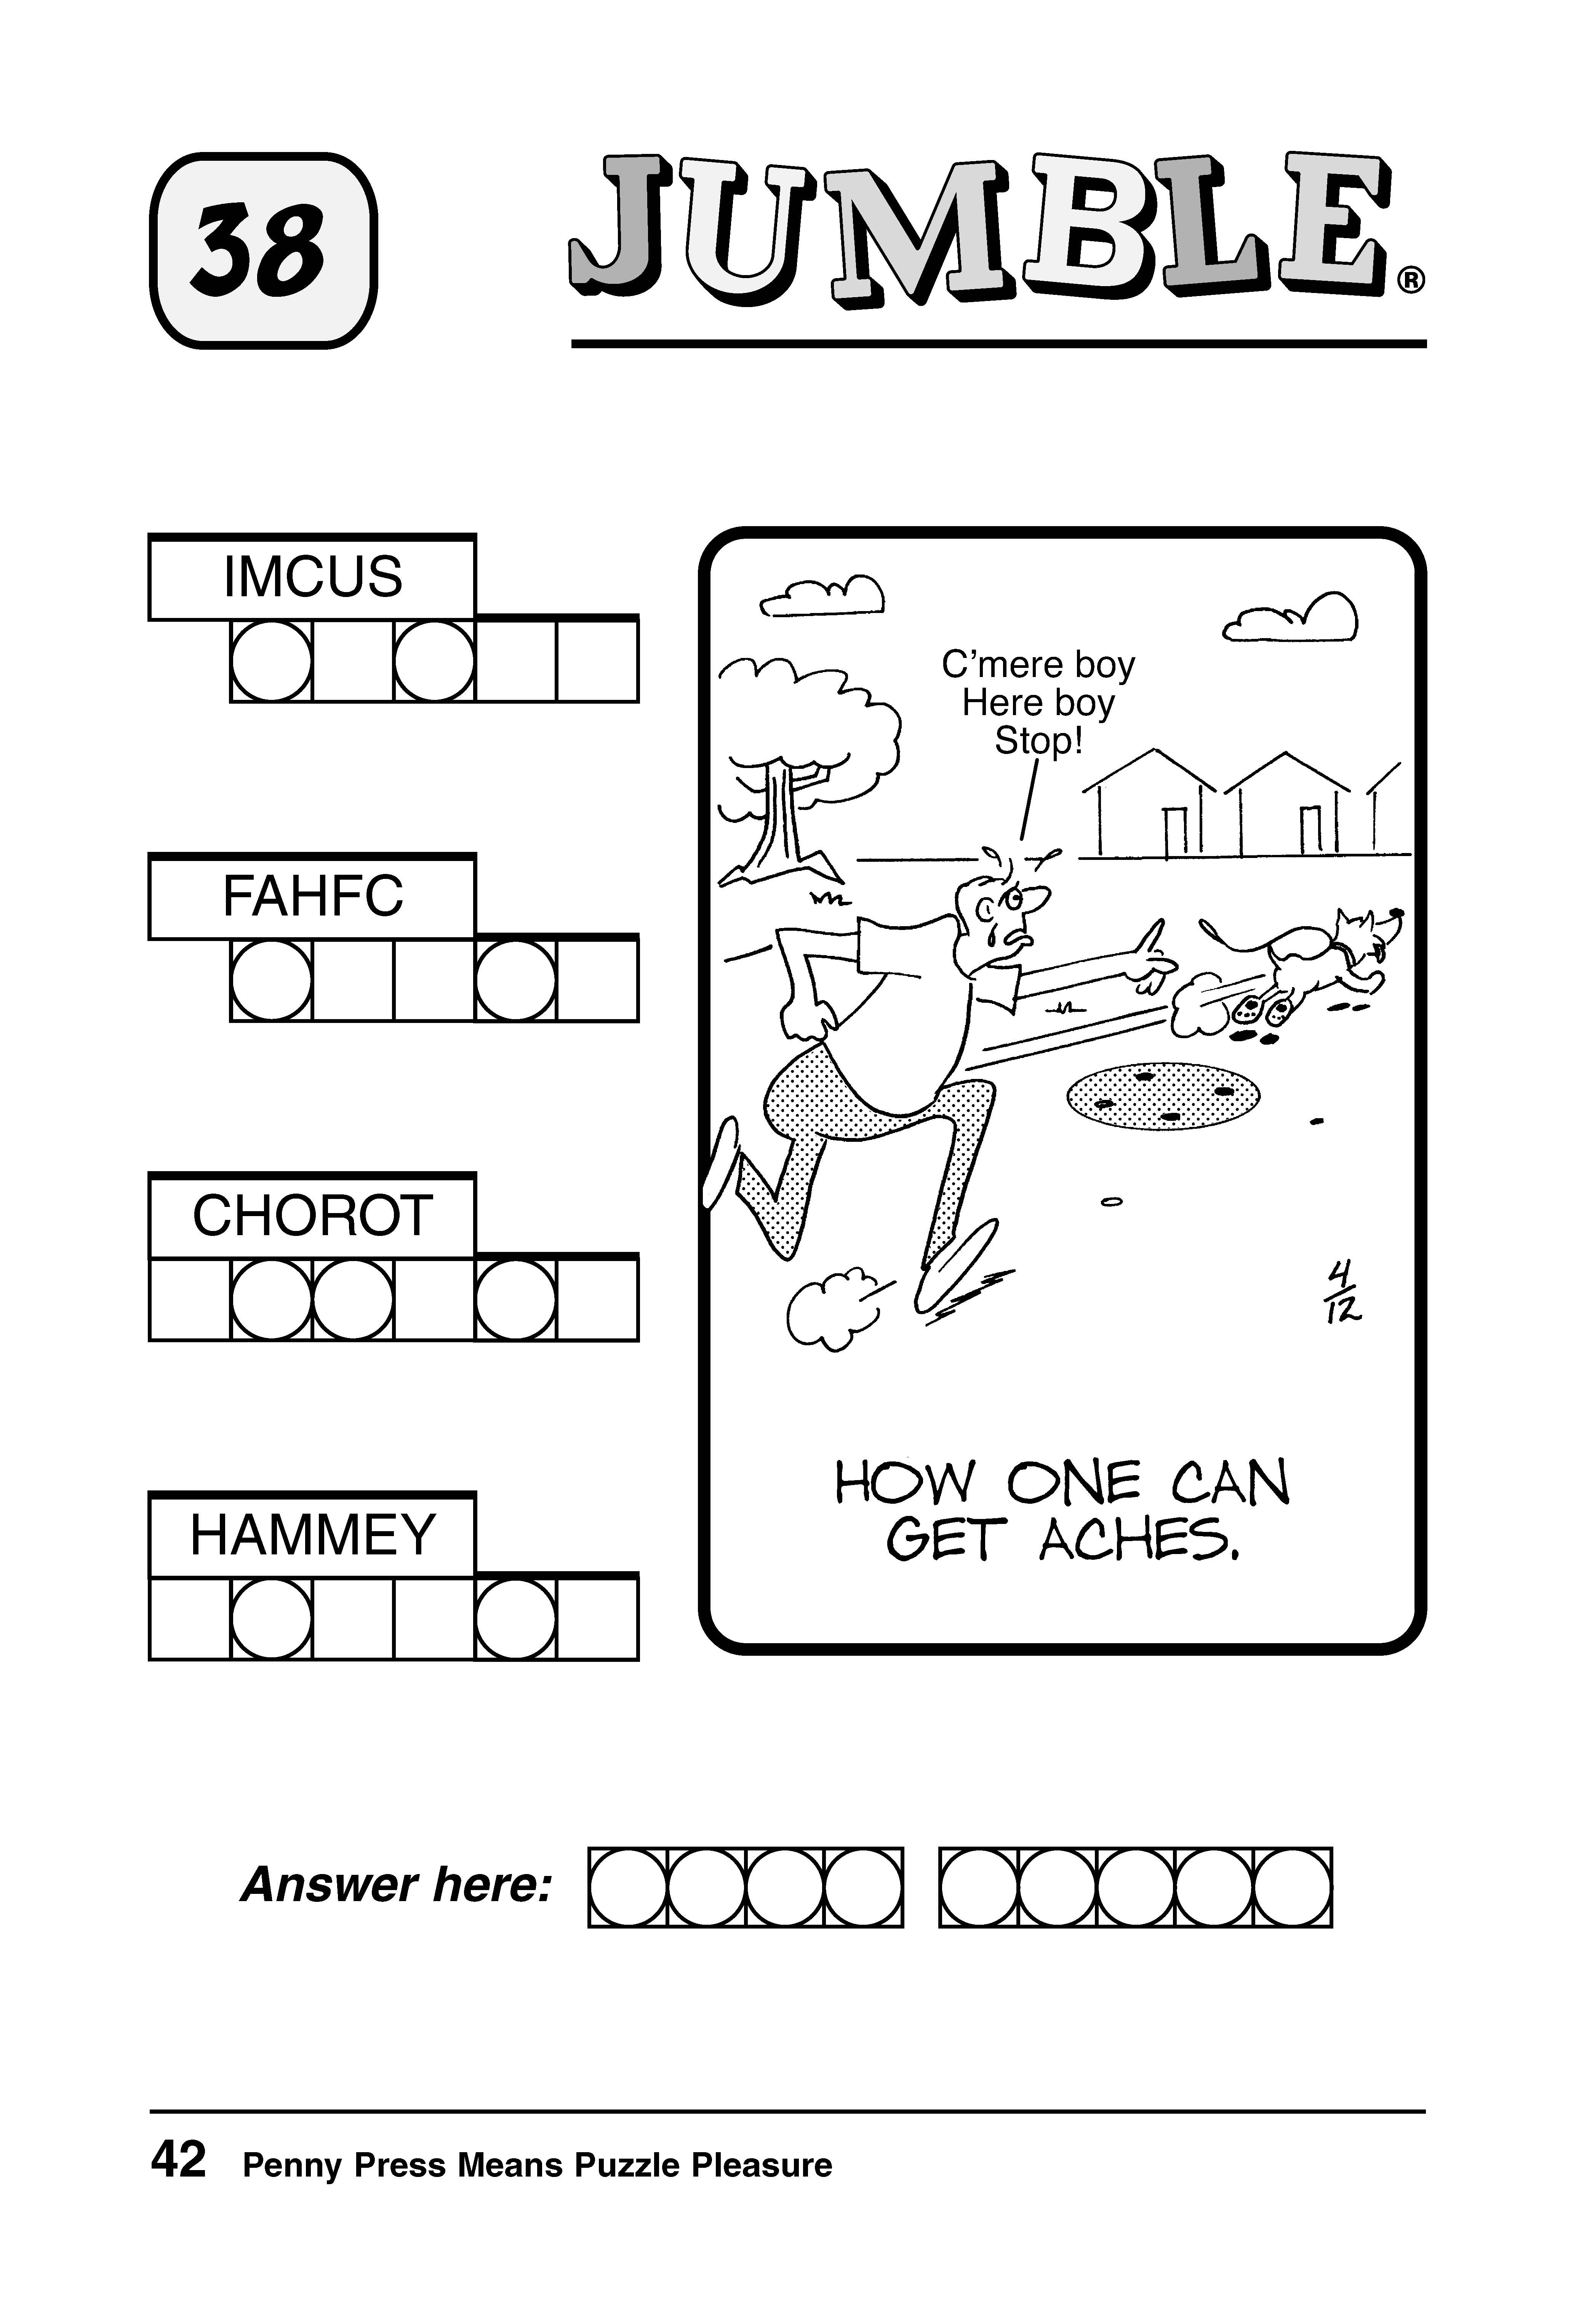 38
JUMBLE®
IMCUS
FAHFC
CHOROT
HAMMEY
C'mere boy
Here boy
Stop!
4
12
HOW ONE CAN
GET ACHES.
Answer here:
42 Penny Press Means Puzzle Pleasure